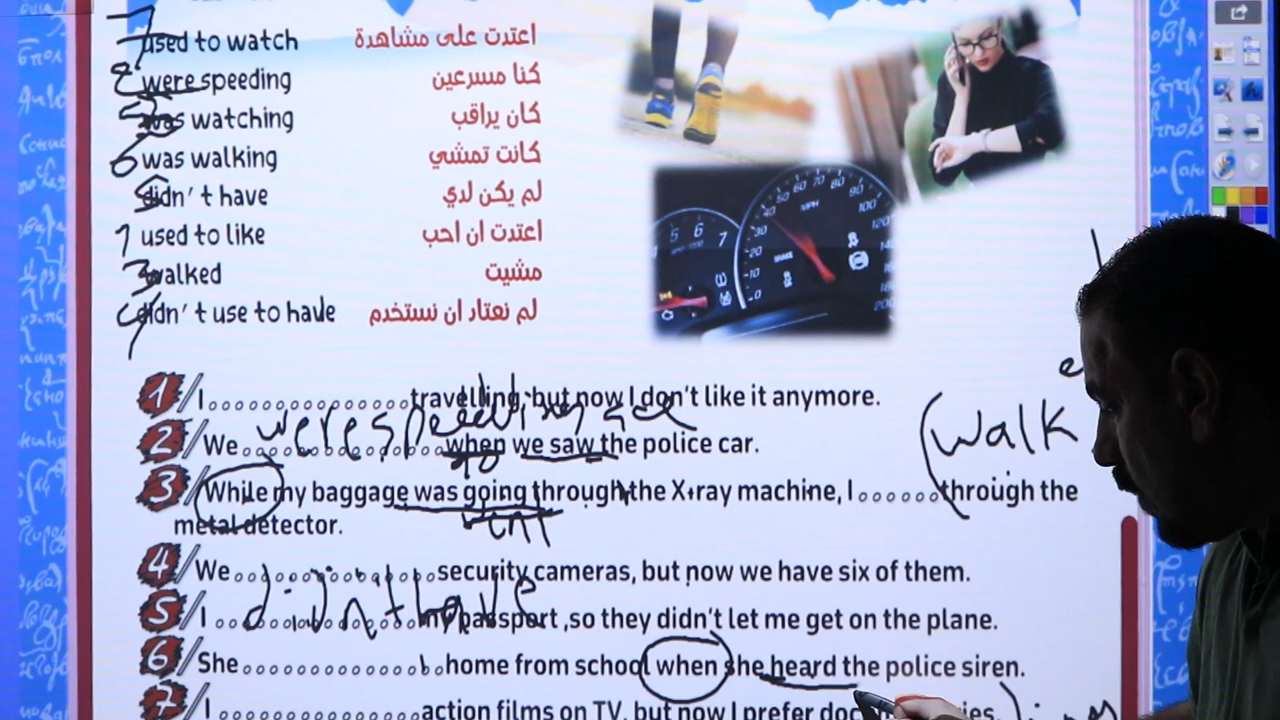 used to watch اعتدت على مشاهدة
were speeding كنا مسرعين
was watching كان يراقب
was walking كانت تمشي
didn't have لم يكن لدي
used to like اعتدت ان احب
walked مشيت
didn't use to have لم نعتاد ان نستخدم
1/ I ............... travelling, but now I don't like it anymore.
were speeding
2/ We ............... when we saw the police car.
(walk
3/ While my baggage was going through the X-ray machine, I ...... through the
metal detector.
4/ We ............... security cameras, but now we have six of them.
didn't have
5/ I ............... my passport ,so they didn't let me get on the plane.
6/ She ............... home from school when she heard the police siren.
7/ I ............... action films on TV, but now I prefer